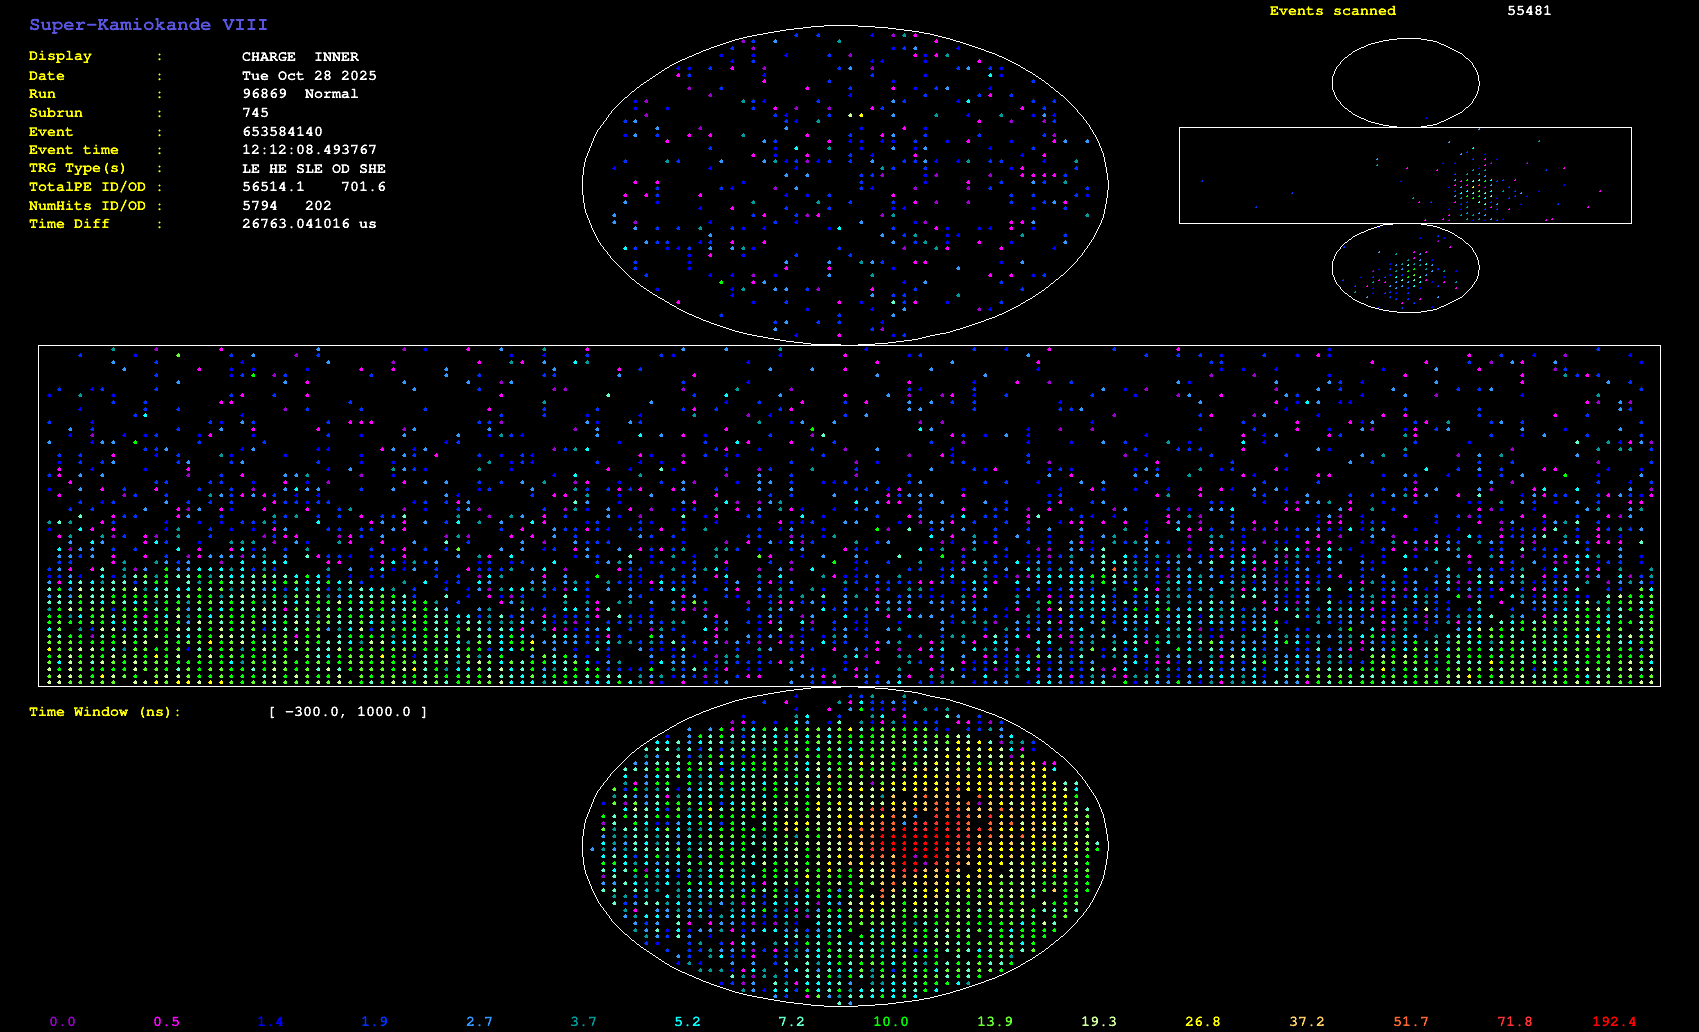 Super-Kamiokande VIII
Events scanned 55481
Display : CHARGE INNER
Date : Tue Oct 28 2025
Run : 96869 Normal
Subrun : 745
Event : 653584140
Event time : 12:12:08.493767
TRG Type(s) : LE HE SLE OD SHE
TotalPE ID/OD : 56514.1 701.6
NumHits ID/OD : 5794 202
Time Diff : 26763.041016 us
Time Window (ns): [ -300.0, 1000.0 ]
0.0 0.5 1.4 1.9 2.7 3.7 5.2 7.2 10.0 13.9 19.3 26.8 37.2 51.7 71.8 192.4